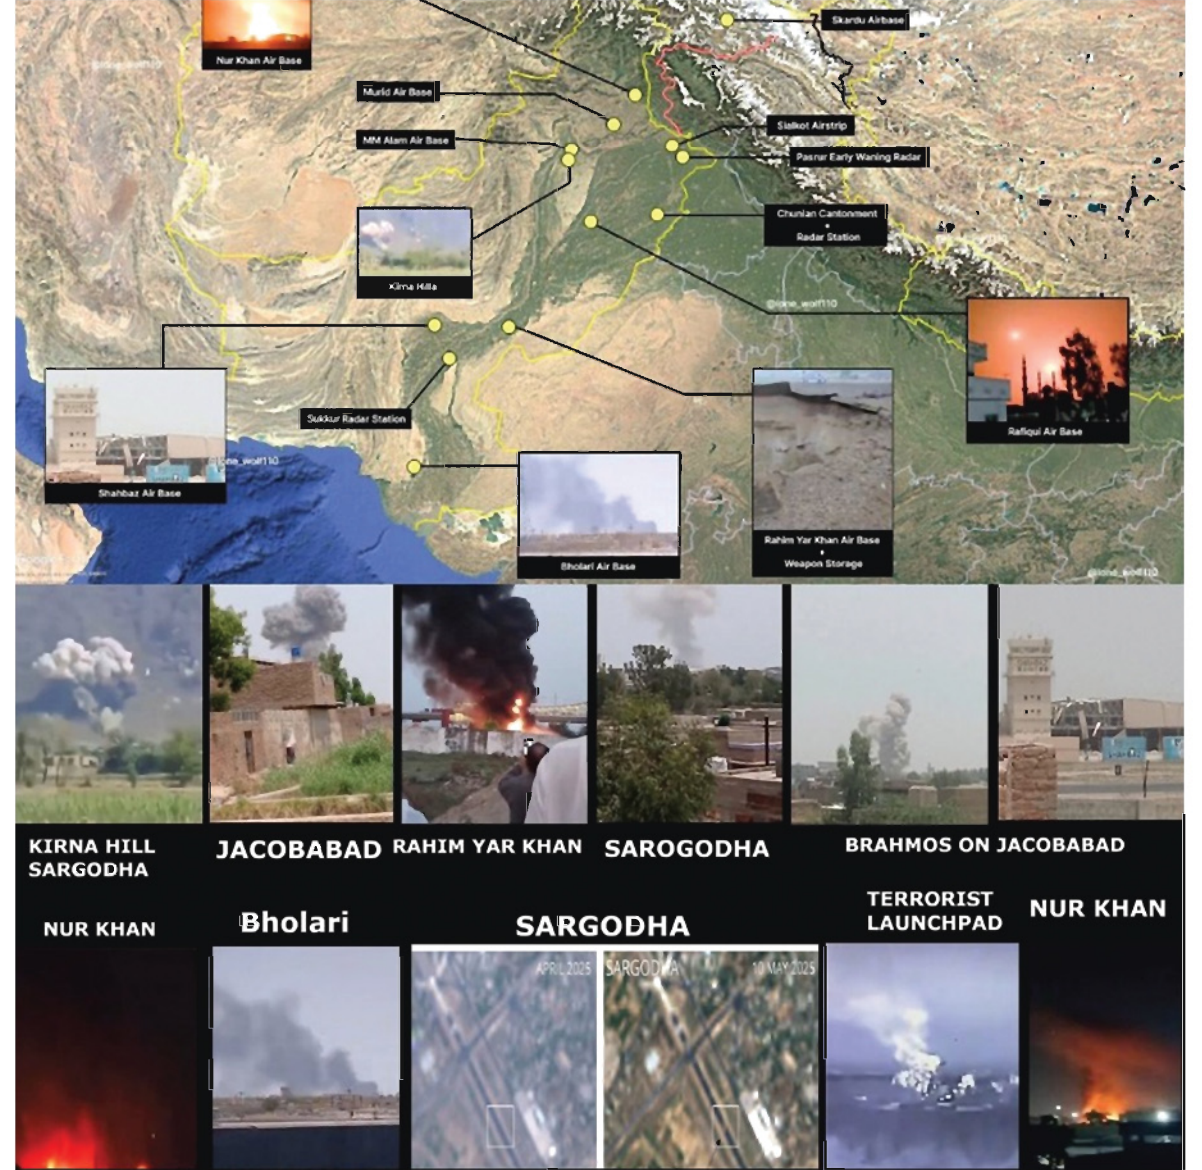 Skardu Airbase
Nur Khan Air Base
@lone_wolf110
Murid Air Base
Sialkot Airstrip
MM Alam Air Base
Pasrur Early Waning Radar
Chunian Cantonment
•
Radar Station
Kirna Hills
@lone_wolf110
Sukkur Radar Station
Rafiqui Air Base
@lone_wolf110
Shahbaz Air Base
Rahim Yar Khan Air Base
•
Weapon Storage
Bholari Air Base
@lone_wolf110
KIRNA HILL
SARGODHA
JACOBABAD
RAHIM YAR KHAN
SAROGODHA
BRAHMOS ON JACOBABAD
NUR KHAN
Bholari
SARGODHA
TERRORIST
LAUNCHPAD
NUR KHAN
APRIL 2025
SARGODHA
10 MAY 2025